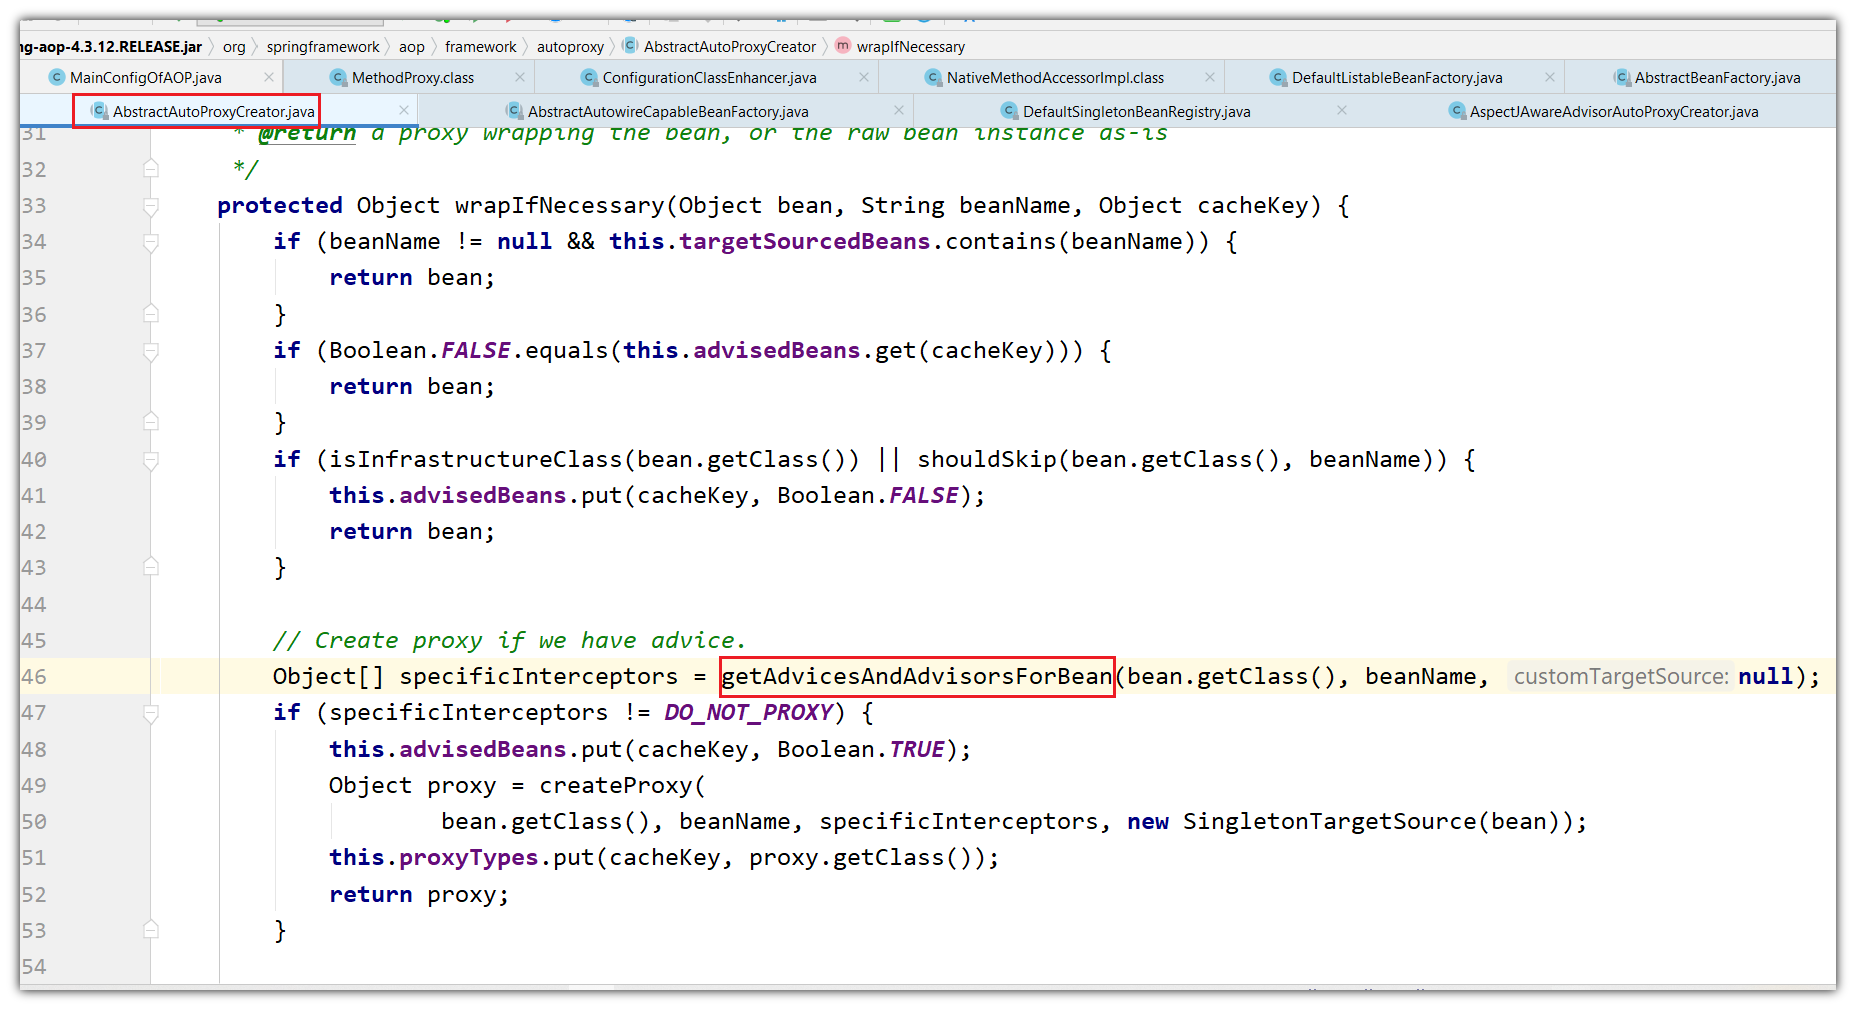 ng-aop-4.3.12.RELEASE.jar org springframework aop framework autoproxy AbstractAutoProxyCreator wrapIfNecessary
MainConfigOfAOP.java MethodProxy.class ConfigurationClassEnhancer.java NativeMethodAccessorImpl.class DefaultListableBeanFactory.java AbstractBeanFactory.java
AbstractAutoProxyCreator.java AbstractAutowireCapableBeanFactory.java DefaultSingletonBeanRegistry.java AspectJAwareAdvisorAutoProxyCreator.java
31 * @return a proxy wrapping the bean, or the raw bean instance as-is
32 */
33 protected Object wrapIfNecessary(Object bean, String beanName, Object cacheKey) {
34 if (beanName != null && this.targetSourcedBeans.contains(beanName)) {
35 return bean;
36 }
37 if (Boolean.FALSE.equals(this.advisedBeans.get(cacheKey))) {
38 return bean;
39 }
40 if (isInfrastructureClass(bean.getClass()) || shouldSkip(bean.getClass(), beanName)) {
41 this.advisedBeans.put(cacheKey, Boolean.FALSE);
42 return bean;
43 }
44
45 // Create proxy if we have advice.
46 Object[] specificInterceptors = getAdvicesAndAdvisorsForBean(bean.getClass(), beanName, customTargetSource: null);
47 if (specificInterceptors != DO_NOT_PROXY) {
48 this.advisedBeans.put(cacheKey, Boolean.TRUE);
49 Object proxy = createProxy(
50 bean.getClass(), beanName, specificInterceptors, new SingletonTargetSource(bean));
51 this.proxyTypes.put(cacheKey, proxy.getClass());
52 return proxy;
53 }
54